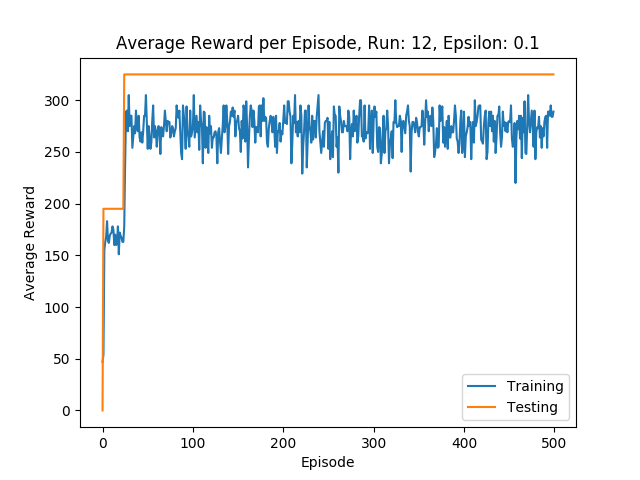 Average Reward per Episode, Run: 12, Epsilon: 0.1
Average Reward
300
250
200
150
100
50
0
0 100 200 300 400 500
Episode
Training
Testing